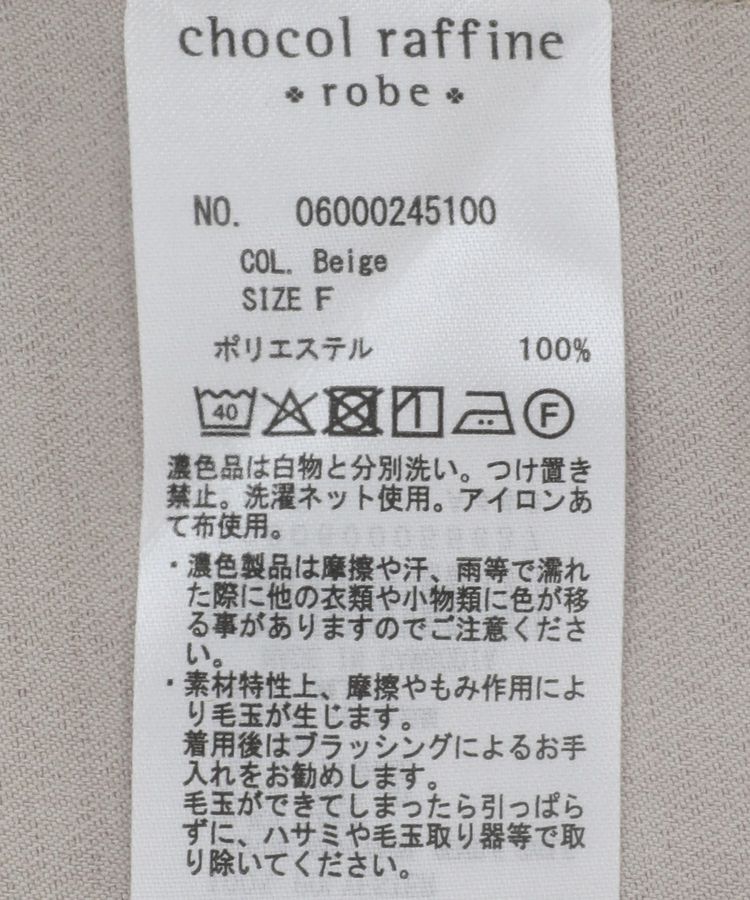 chocol raffine
robe
NO. 06000245100
COL. Beige
SIZE F
ポリエステル 100%
40 F
濃色品は白物と分別洗い。つけ置き
禁止。洗濯ネット使用。アイロンあ
て布使用。
・濃色製品は摩擦や汗、雨等で濡れ
た際に他の衣類や小物類に色が移
る事がありますのでご注意くださ
い。
・素材特性上、摩擦やもみ作用によ
り毛玉が生じます。
着用後はブラッシングによるお手
入れをお勧めします。
毛玉ができてしまったら引っぱら
ずに、ハサミや毛玉取り器等で取
り除いてください。